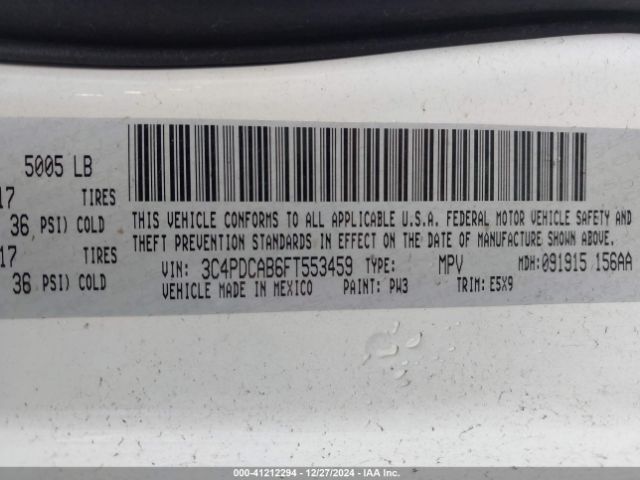 5005 LB
17 TIRES
36 PSI) COLD
17 TIRES
36 PSI) COLD
THIS VEHICLE CONFORMS TO ALL APPLICABLE U.S.A. FEDERAL MOTOR VEHICLE SAFETY AND
THEFT PREVENTION STANDARDS IN EFFECT ON THE DATE OF MANUFACTURE SHOWN ABOVE.
VIN: 3C4PDCAB6FT553459 TYPE: MPV MDH:091915 156AA
VEHICLE MADE IN MEXICO PAINT: PW3 TRIM: E5X9
000-41212294 - 12/27/2024 - IAAI.COM